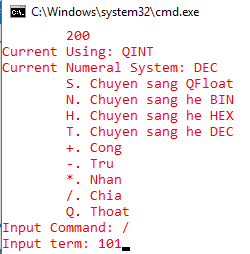 C:\Windows\system32\cmd.exe
200
Current Using: QINT
Current Numeral System: DEC
S. Chuyen sang QFloat
N. Chuyen sang he BIN
H. Chuyen sang he HEX
T. Chuyen sang he DEC
+. Cong
-. Tru
*. Nhan
/. Chia
Q. Thoat
Input Command: /
Input term: 101